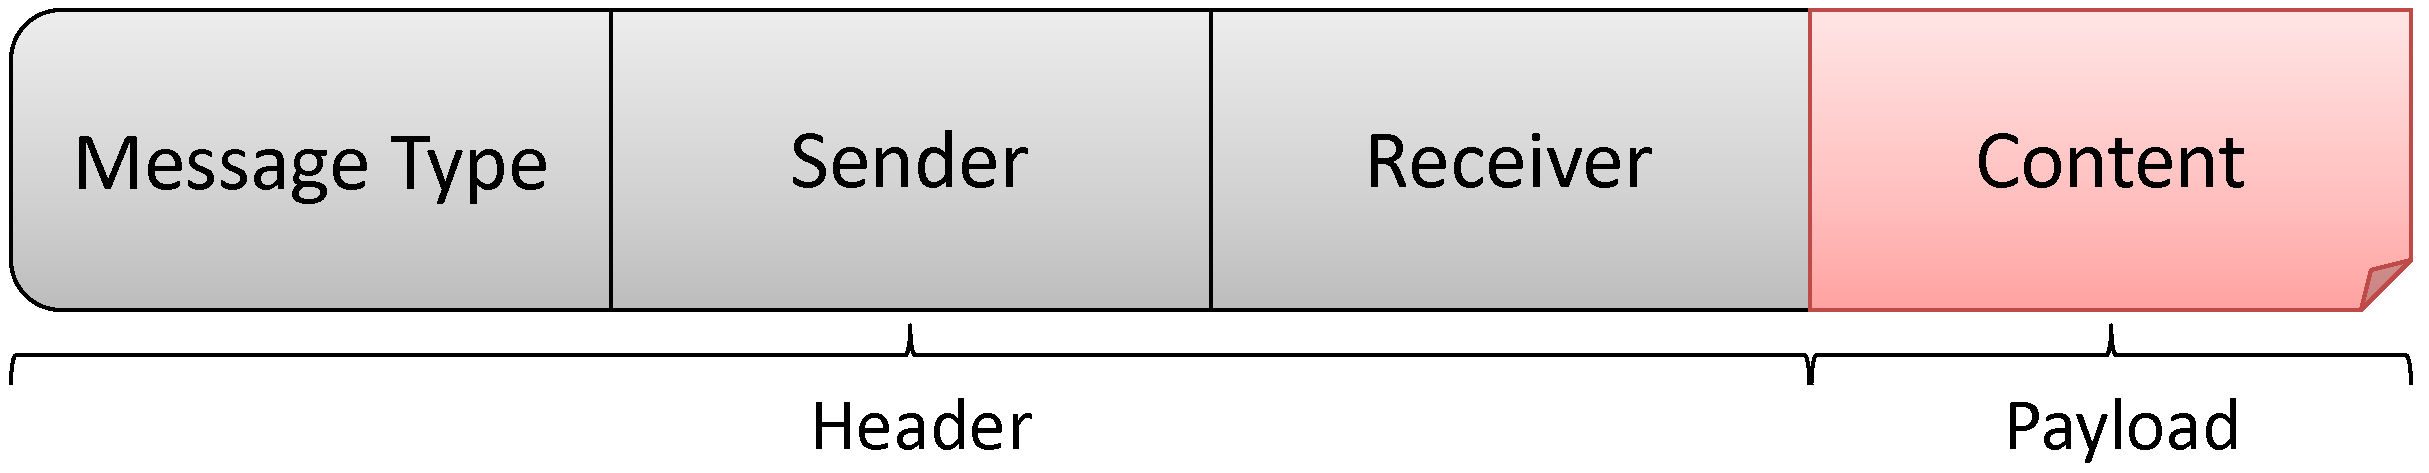 Message Type
Sender
Receiver
Content
Header
Payload